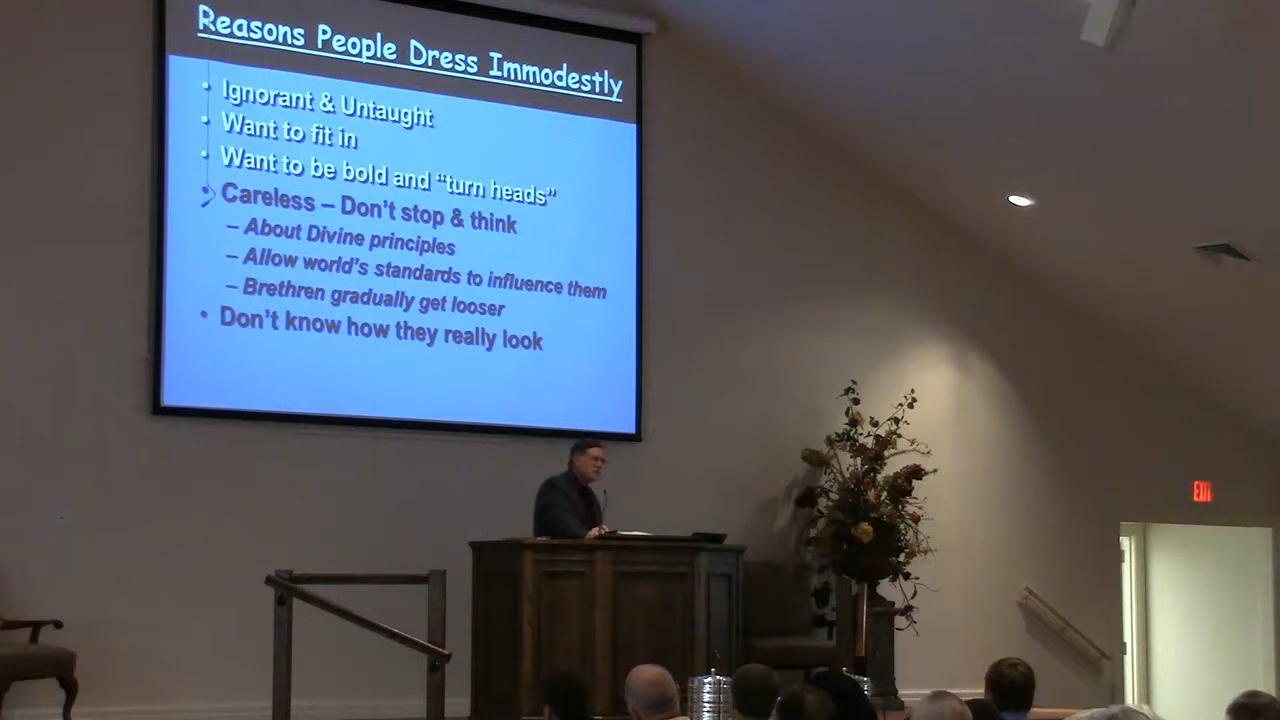 Reasons People Dress Immodestly
• Ignorant & Untaught
• Want to fit in
• Want to be bold and “turn heads”
• Careless – Don’t stop & think
– About Divine principles
– Allow world’s standards to influence them
– Brethren gradually get looser
• Don’t know how they really look
EXIT